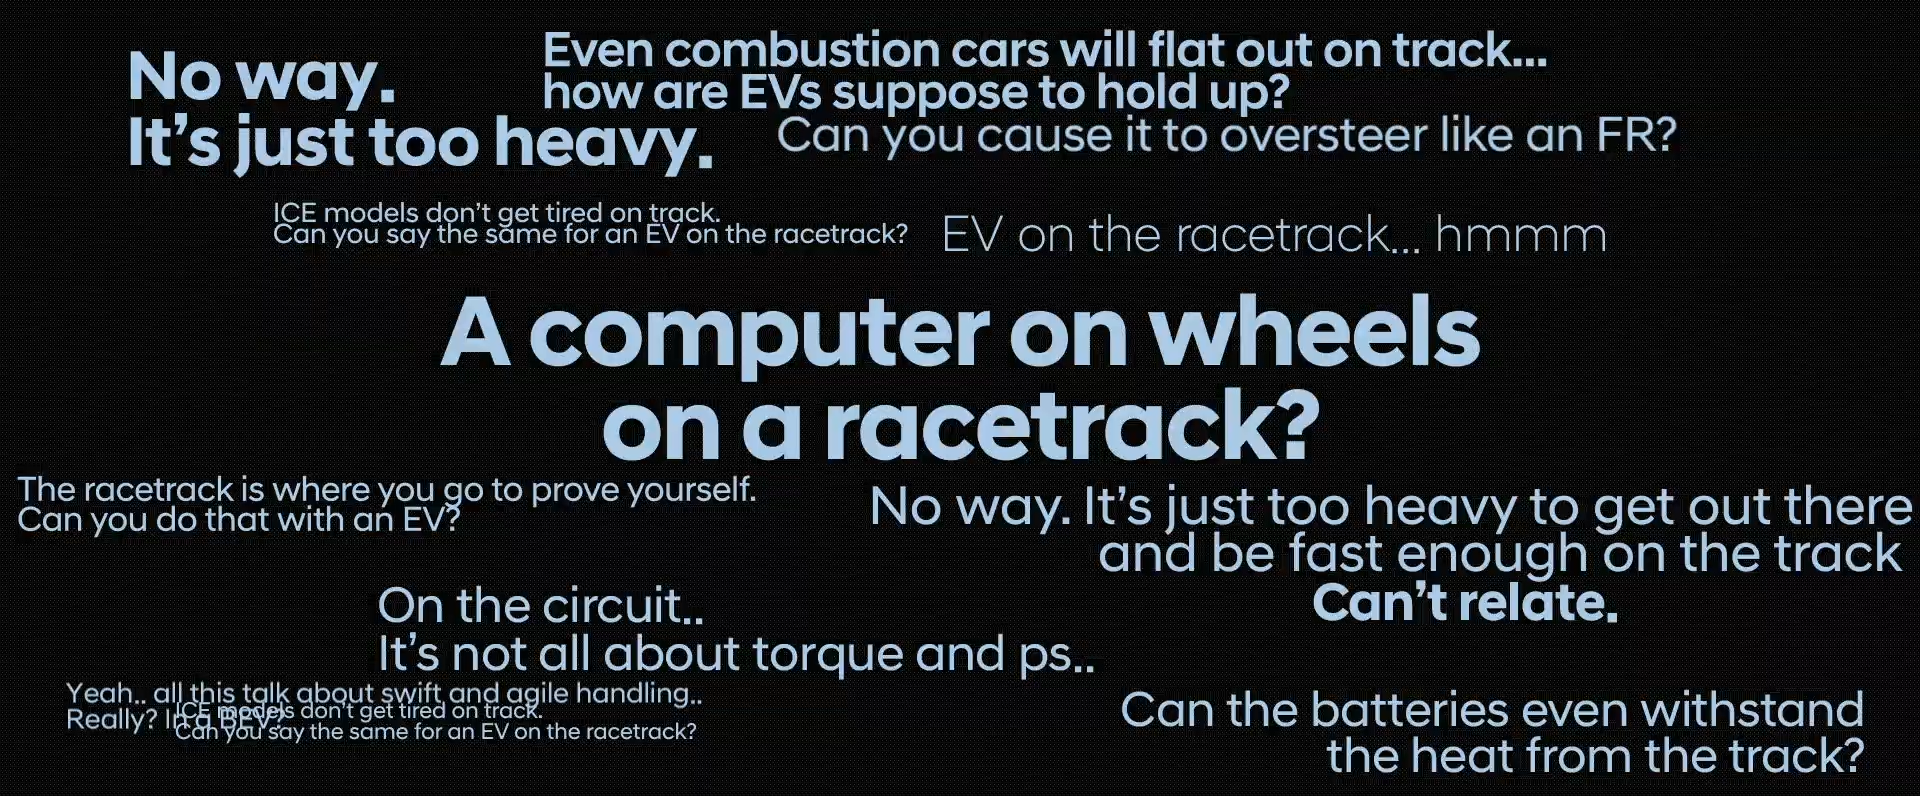 No way.
It's just too heavy.
Even combustion cars will flat out on track...
how are EVs suppose to hold up?
Can you cause it to oversteer like an FR?
ICE models don't get tired on track.
Can you say the same for an EV on the racetrack?
EV on the racetrack... hmmm
A computer on wheels
on a racetrack?
The racetrack is where you go to prove yourself.
Can you do that with an EV?
No way. It's just too heavy to get out there
and be fast enough on the track
Can't relate.
On the circuit..
It's not all about torque and ps..
Yeah.. all this talk about swift and agile handling..
Really? In a BEV?
ICE models don't get tired on track.
Can you say the same for an EV on the racetrack?
Can the batteries even withstand
the heat from the track?